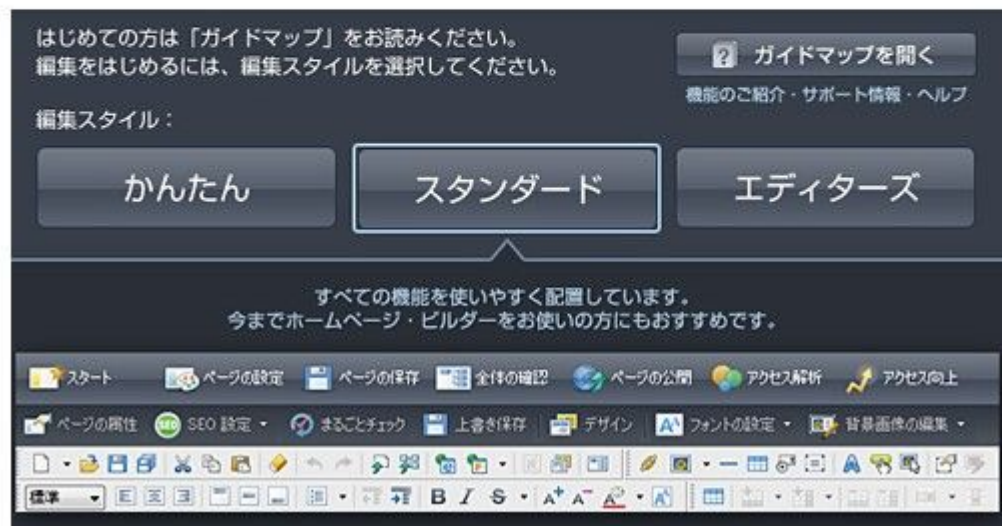 はじめての方は「ガイドマップ」をお読みください。
編集をはじめるには、編集スタイルを選択してください。
ガイドマップを開く
機能のご紹介・サポート情報・ヘルプ
編集スタイル：
かんたん
スタンダード
エディターズ
すべての機能を使いやすく配置しています。
今までホームページ・ビルダーをお使いの方にもおすすめです。
スタート ページの設定 ページの保存 全体の確認 ページの公開 アクセス解析 アクセス向上
ページの属性 SEO SEO 設定 まるごとチェック 上書き保存 デザイン フォントの設定 背景画像の編集
標準 B I S A+ A-